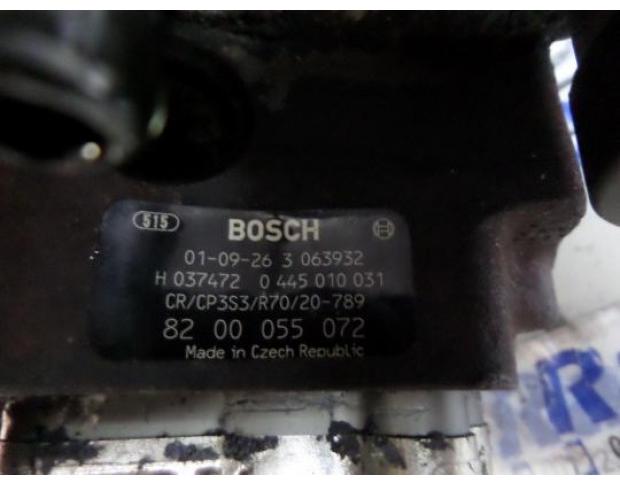 515 BOSCH
01-09-26 3 063932
H 037472 0 445 010 031
CR/CP3S3/R70/20-789
82 00 055 072
Made in Czech Republic